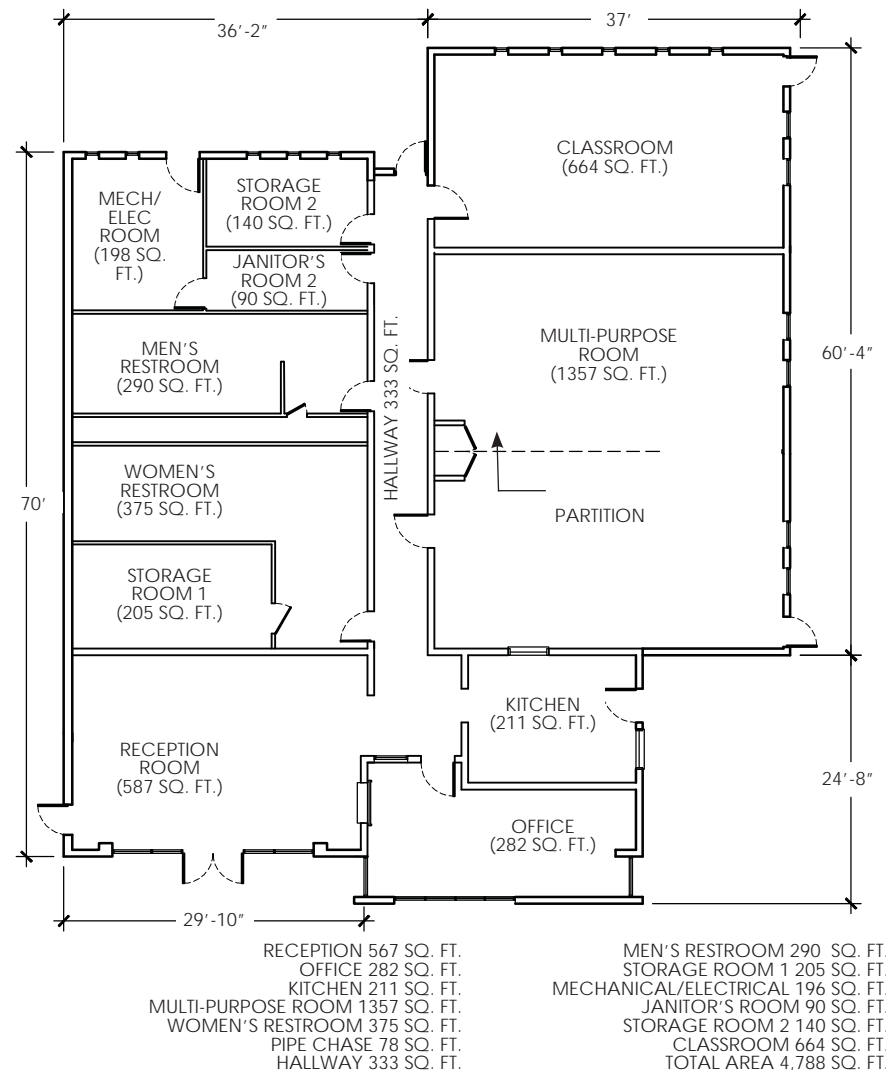 36'-2"
37'
CLASSROOM
(664 SQ. FT.)
MECH/
ELEC
ROOM
(198 SQ.
FT.)
STORAGE
ROOM 2
(140 SQ. FT.)
JANITOR'S
ROOM 2
(90 SQ. FT.)
MEN'S
RESTROOM
(290 SQ. FT.)
HALLWAY 333 SQ. FT.
MULTI-PURPOSE
ROOM
(1357 SQ. FT.)
60'-4"
WOMEN'S
RESTROOM
(375 SQ. FT.)
70'
PARTITION
STORAGE
ROOM 1
(205 SQ. FT.)
KITCHEN
(211 SQ. FT.)
RECEPTION
ROOM
(587 SQ. FT.)
24'-8"
OFFICE
(282 SQ. FT.)
29'-10"
RECEPTION 567 SQ. FT.
OFFICE 282 SQ. FT.
KITCHEN 211 SQ. FT.
MULTI-PURPOSE ROOM 1357 SQ. FT.
WOMEN'S RESTROOM 375 SQ. FT.
PIPE CHASE 78 SQ. FT.
HALLWAY 333 SQ. FT.
MEN'S RESTROOM 290 SQ. FT.
STORAGE ROOM 1 205 SQ. FT.
MECHANICAL/ELECTRICAL 196 SQ. FT.
JANITOR'S ROOM 90 SQ. FT.
STORAGE ROOM 2 140 SQ. FT.
CLASSROOM 664 SQ. FT.
TOTAL AREA 4,788 SQ. FT.